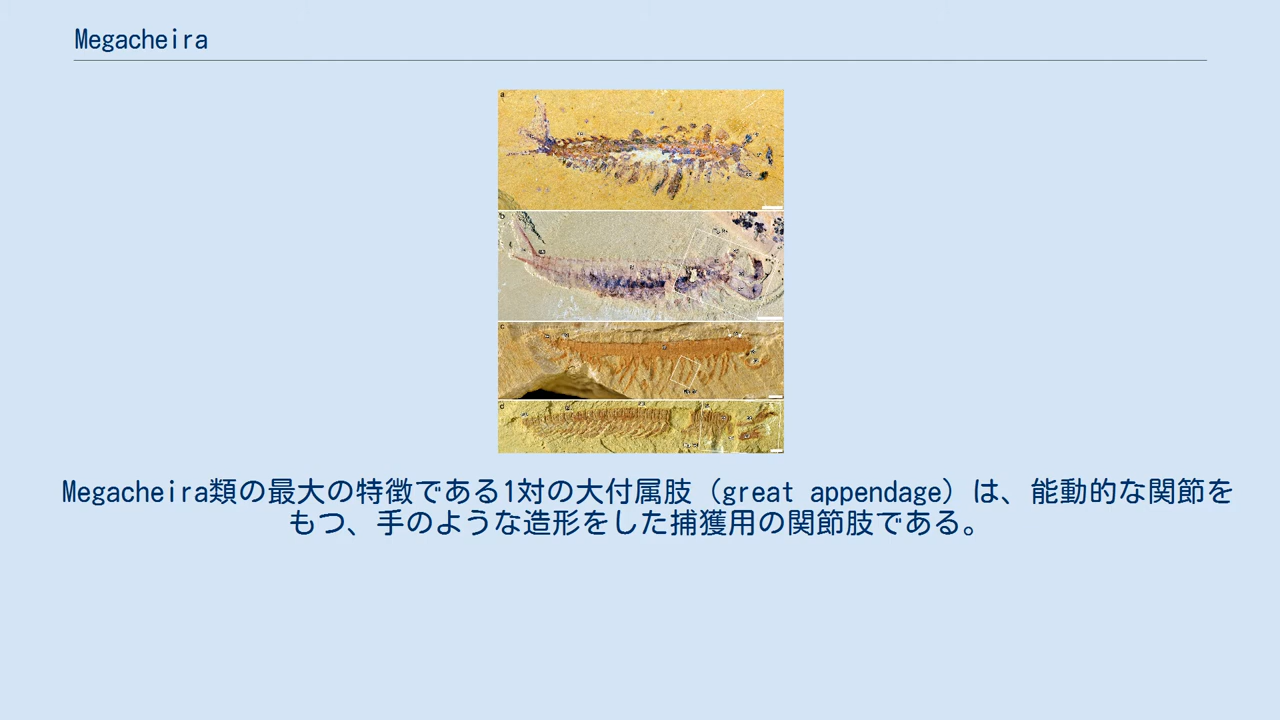 Megacheira
a
b
c
d
Megacheira類の最大の特徴である1対の大付属肢（great appendage）は、能動的な関節を
もつ、手のような造形をした捕獲用の関節肢である。